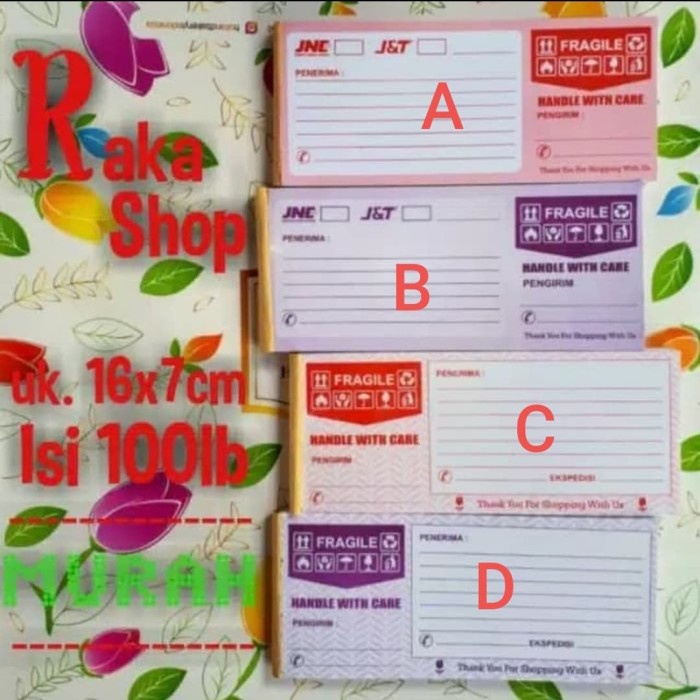 Raka
Shop
uk. 16x7cm
Isi 100lb
MURAH
JNE J&T
PENERIMA :
A
FRAGILE
HANDLE WITH CARE
PENGIRIM :
Thank You For Shopping With Us
JNE J&T
PENERIMA :
B
FRAGILE
HANDLE WITH CARE
PENGIRIM
Thank You For Shopping With Us
FRAGILE
HANDLE WITH CARE
PENGIRIM
PENERIMA :
C
EKSPEDISI
Thank You For Shopping With Us
FRAGILE
HANDLE WITH CARE
PENGIRIM
PENERIMA :
D
EKSPEDISI
Thank You For Shopping With Us